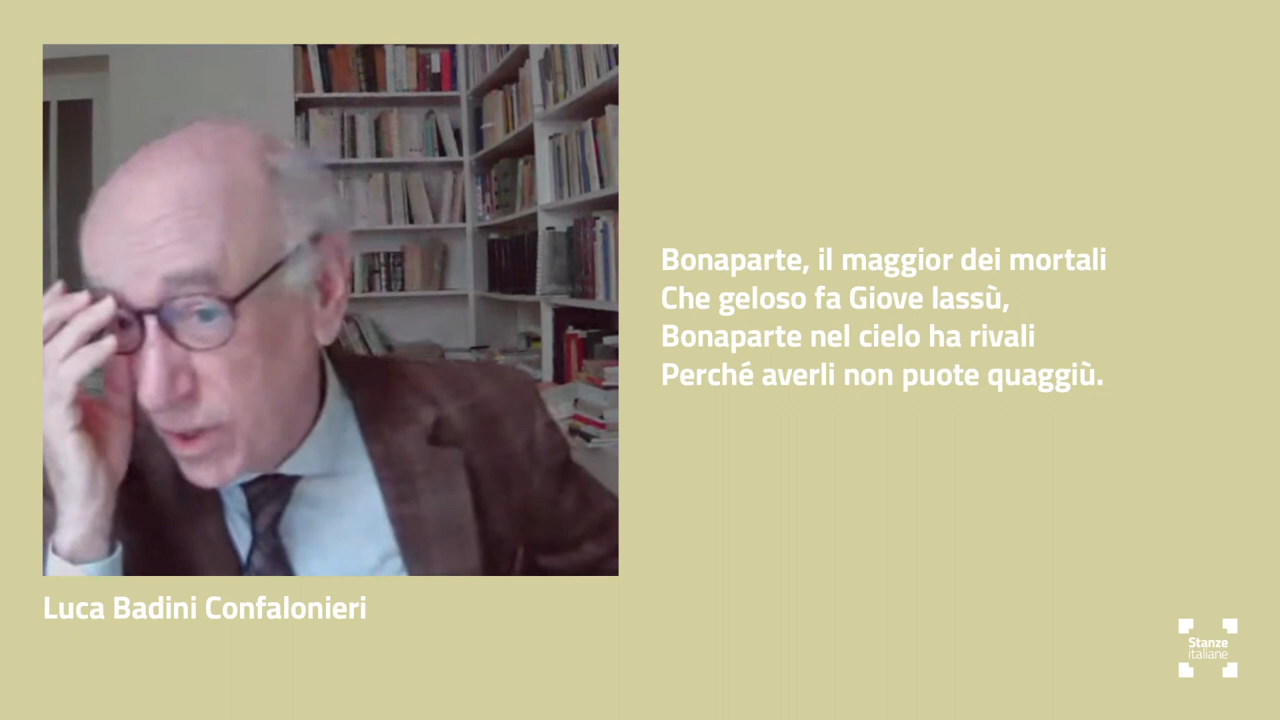 Bonaparte, il maggior dei mortali
Che geloso fa Giove lassù,
Bonaparte nel cielo ha rivali
Perché averli non puote quaggiù.
Luca Badini Confalonieri
Stanze
italiane